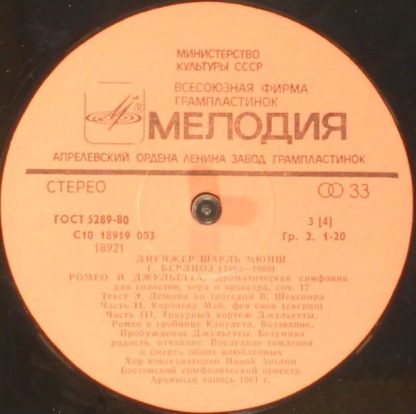 МИНИСТЕРСТВО
КУЛЬТУРЫ СССР
ВСЕСОЮЗНАЯ ФИРМА
ГРАМПЛАСТИНОК
МЕЛОДИЯ
АПРЕЛЕВСКИЙ ОРДЕНА ЛЕНИНА ЗАВОД ГРАМПЛАСТИНОК
СТЕРЕО 33
ГОСТ 5289-80 3 [4]
С10 18919 003 Гр. 2. 1-20
18921
ДИРИЖЕР ШАРЛЬ МЮНШ
Г. БЕРЛИОЗ (1803—1869)
РОМЕО И ДЖУЛЬЕТТА, драматическая симфония
для солистов, хора и оркестра, соч. 17
Текст Э. Дешана по трагедии В. Шекспира
Часть II. Королева Маб, фея снов (скерцо)
Часть III. Траурный кортеж Джульетты.
Ромео в гробнице Капулети. Воззвание.
Пробуждение Джульетты. Безумная
радость, отчаяние. Последние томления
и смерть обоих влюбленных
Хор консерватории Новой Англии
Бостонский симфонический оркестр
Архивная запись 1961 г.